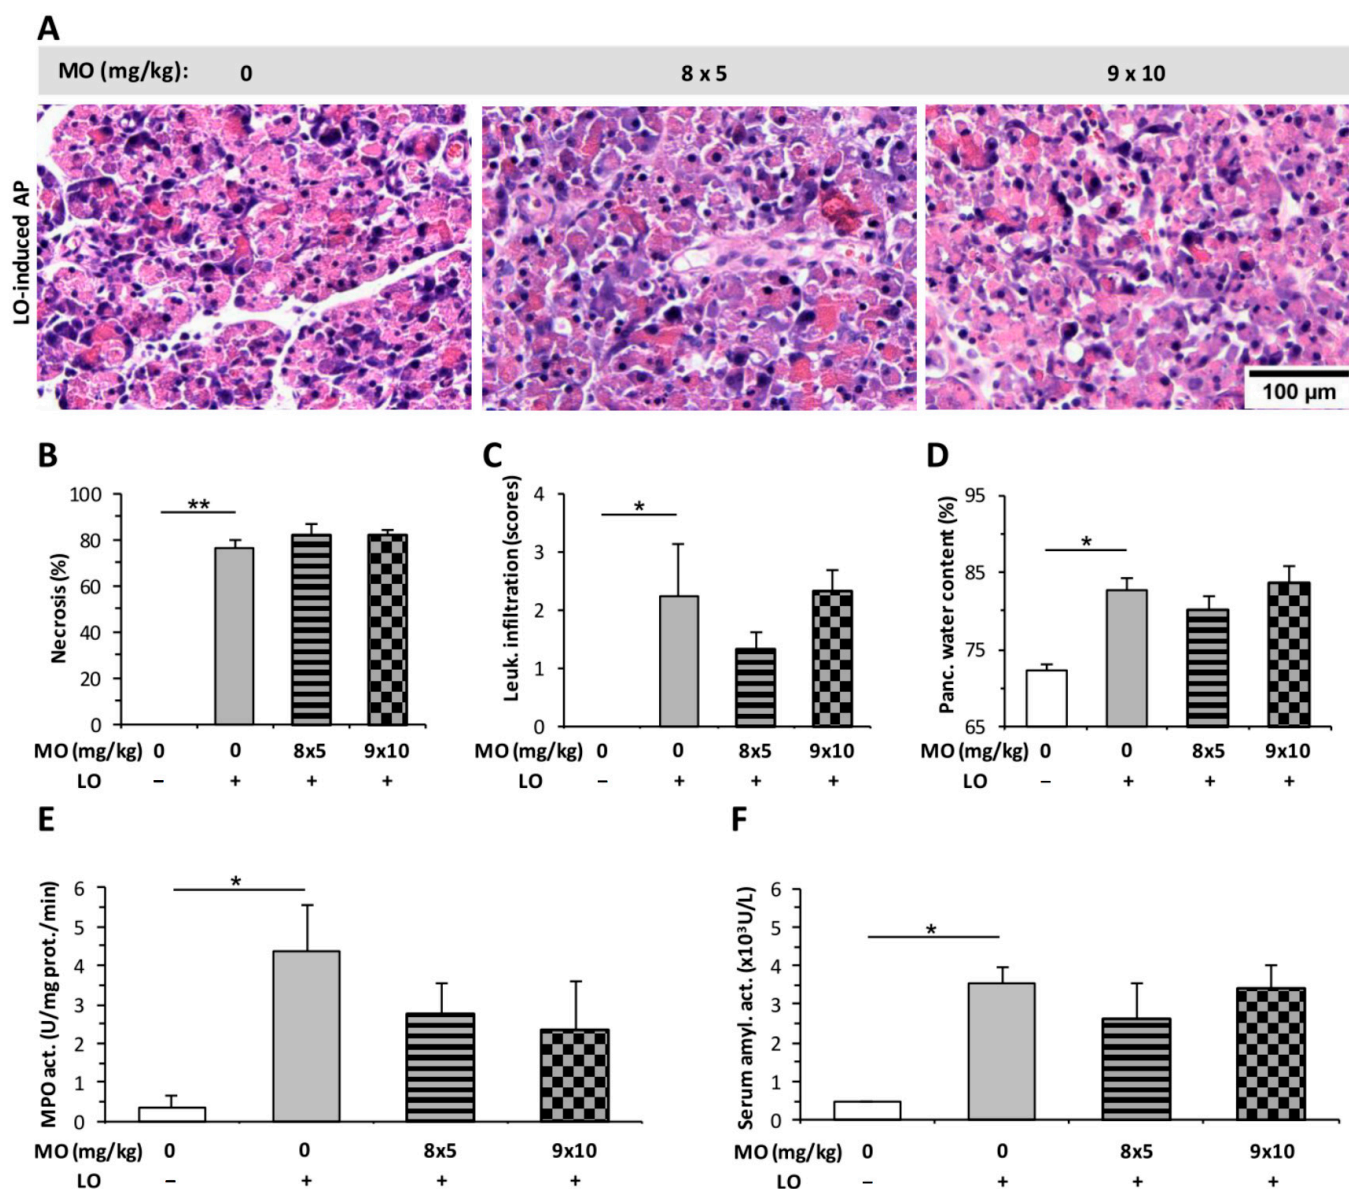 A
MO (mg/kg): 0 8 x 5 9 x 10
LO-induced AP
100 µm
B
Necrosis (%)
100
80
60
40
20
0
**
MO (mg/kg) 0 0 8x5 9x10
LO – + + +
C
Leuk. infiltration (scores)
4
3
2
1
0
*
MO (mg/kg) 0 0 8x5 9x10
LO – + + +
D
Panc. water content (%)
95
85
75
65
*
MO (mg/kg) 0 0 8x5 9x10
LO – + + +
E
MPO act. (U/mg prot./min)
6
5
4
3
2
1
0
*
MO (mg/kg) 0 0 8x5 9x10
LO – + + +
F
Serum amyl. act. (x10³U/L)
6
5
4
3
2
1
0
*
MO (mg/kg) 0 0 8x5 9x10
LO – + + +